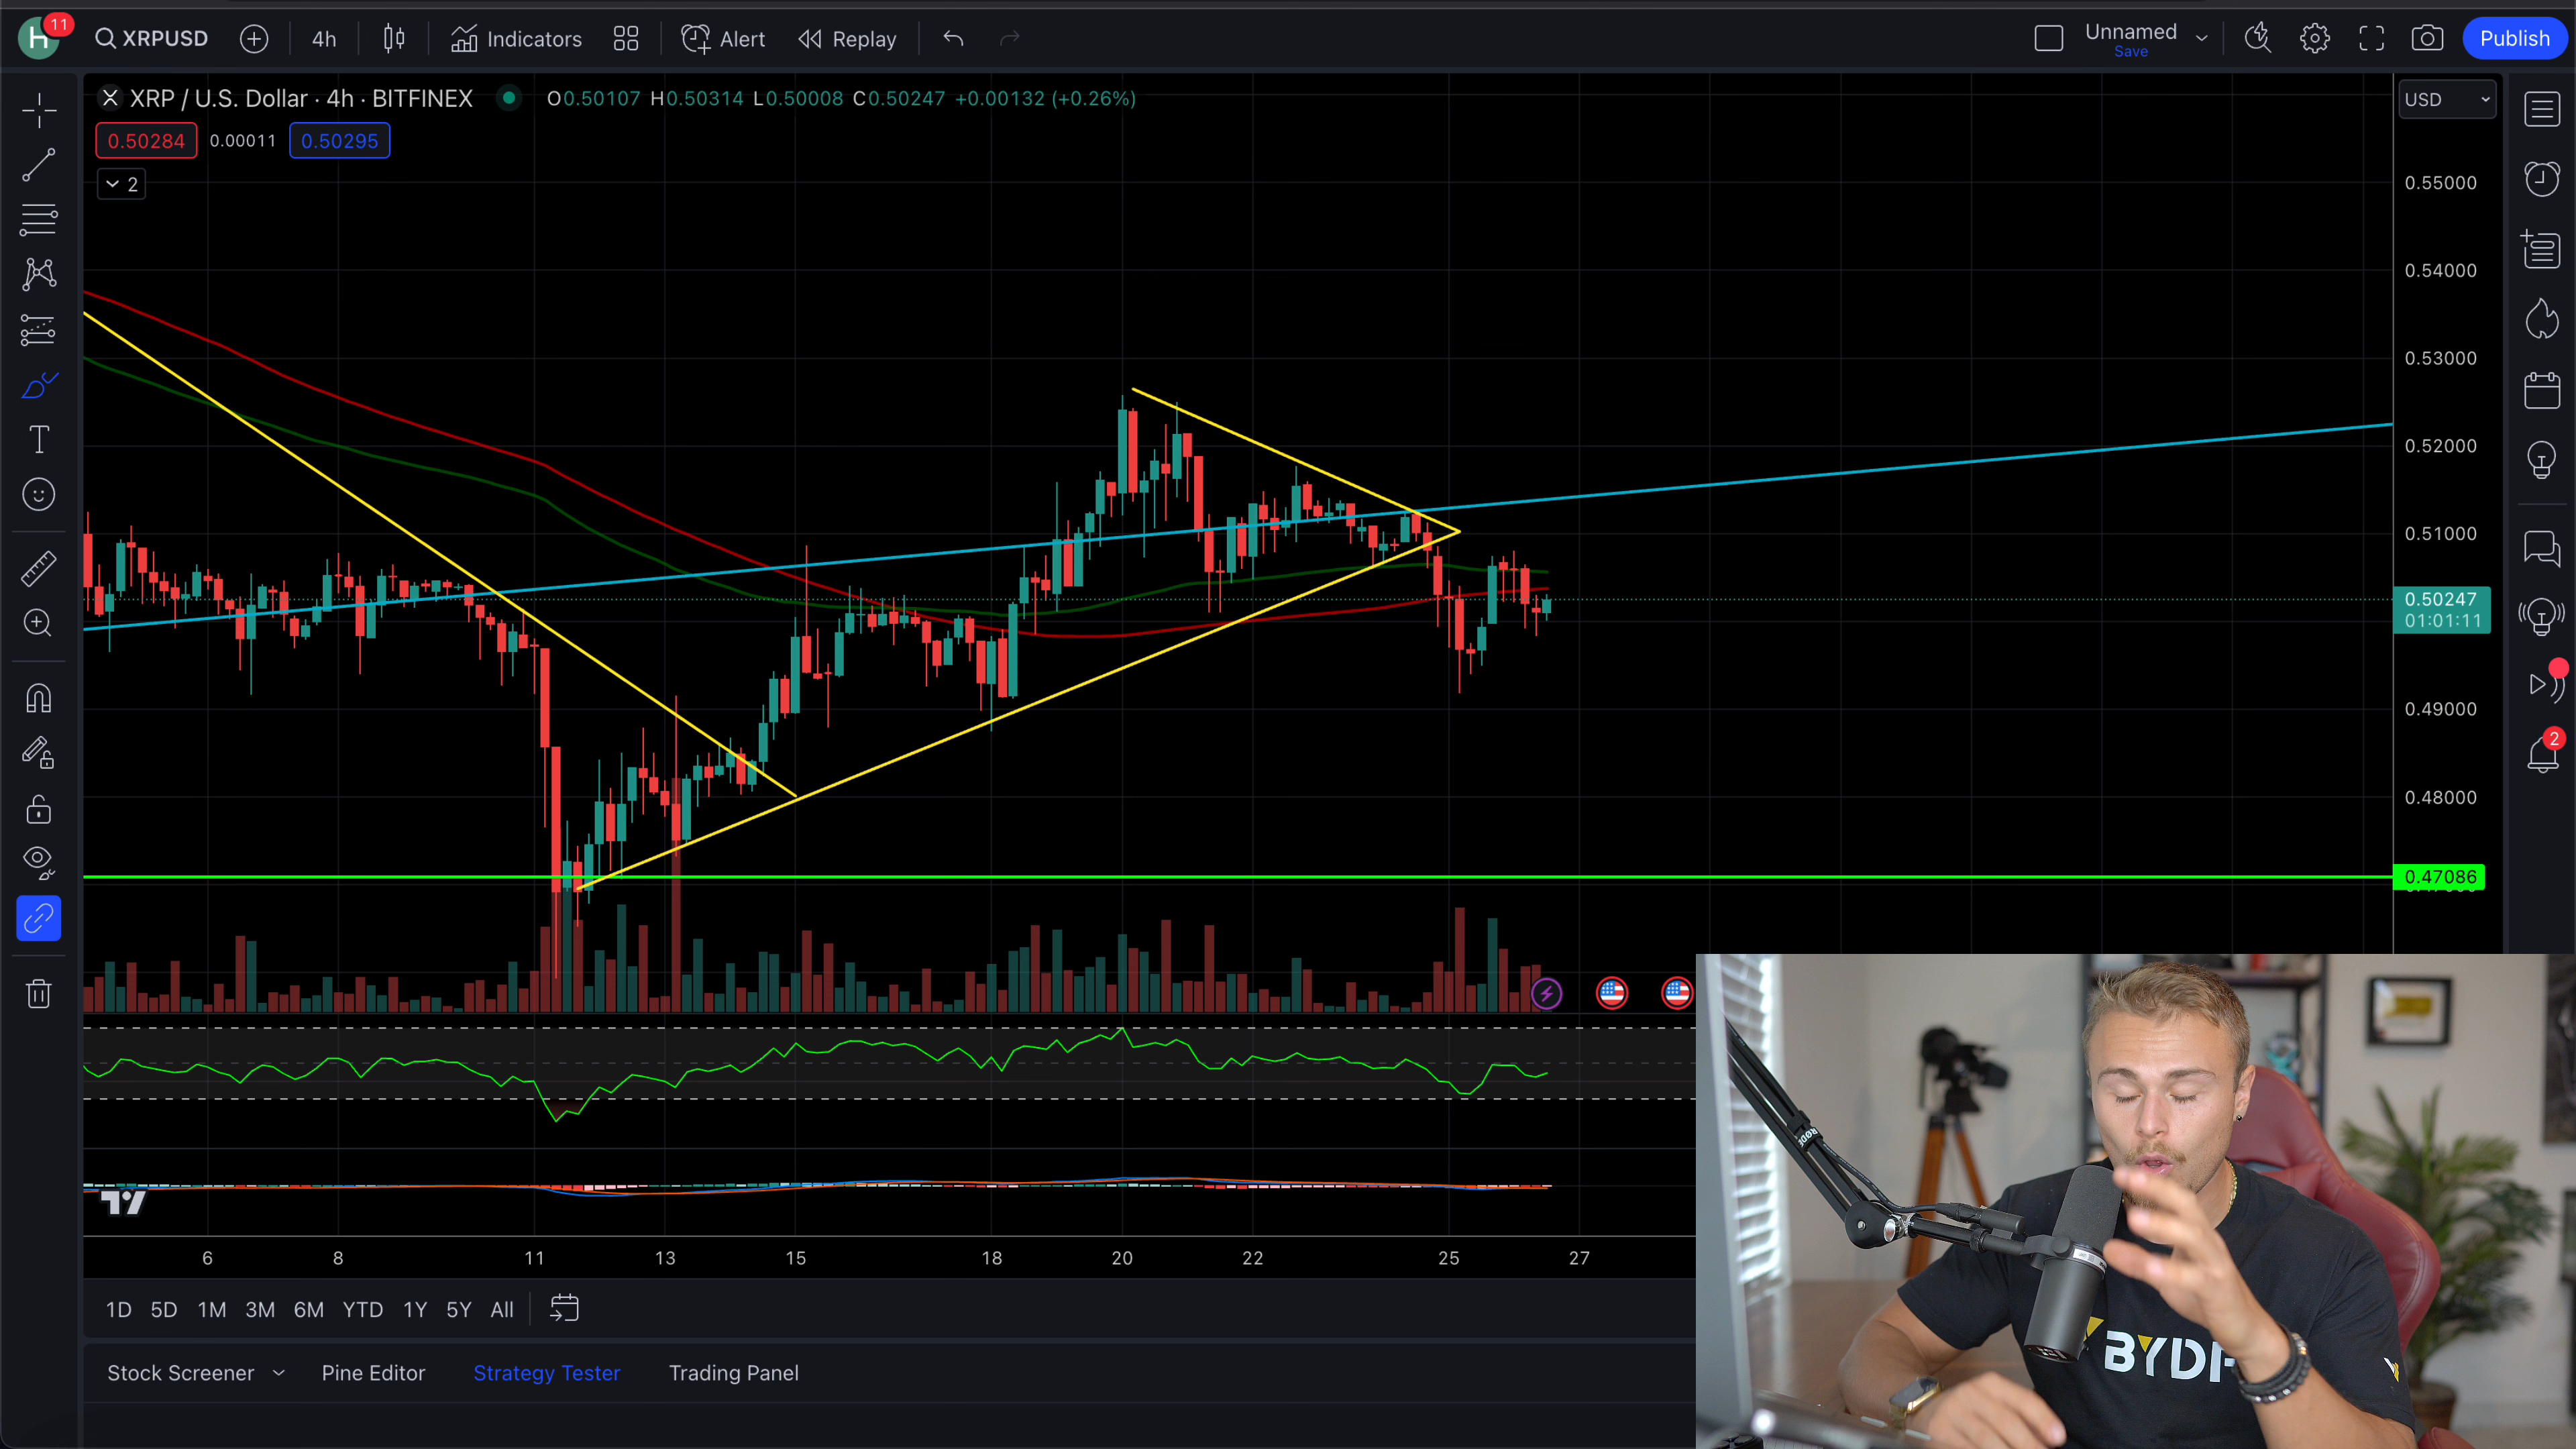 H 11 XRPUSD 4h Indicators Alert Replay Unnamed Publish
Save
XRP / U.S. Dollar · 4h · BITFINEX O0.50107 H0.50314 L0.50008 C0.50247 +0.00132 (+0.26%) USD
0.50284 0.00011 0.50295
2
0.55000
0.54000
0.53000
0.52000
0.51000
0.50247
01:01:11
0.49000
0.48000
0.47086
2
6 8 11 13 15 18 20 22 25 27
1D 5D 1M 3M 6M YTD 1Y 5Y All
Stock Screener Pine Editor Strategy Tester Trading Panel
RØDE
BYDF